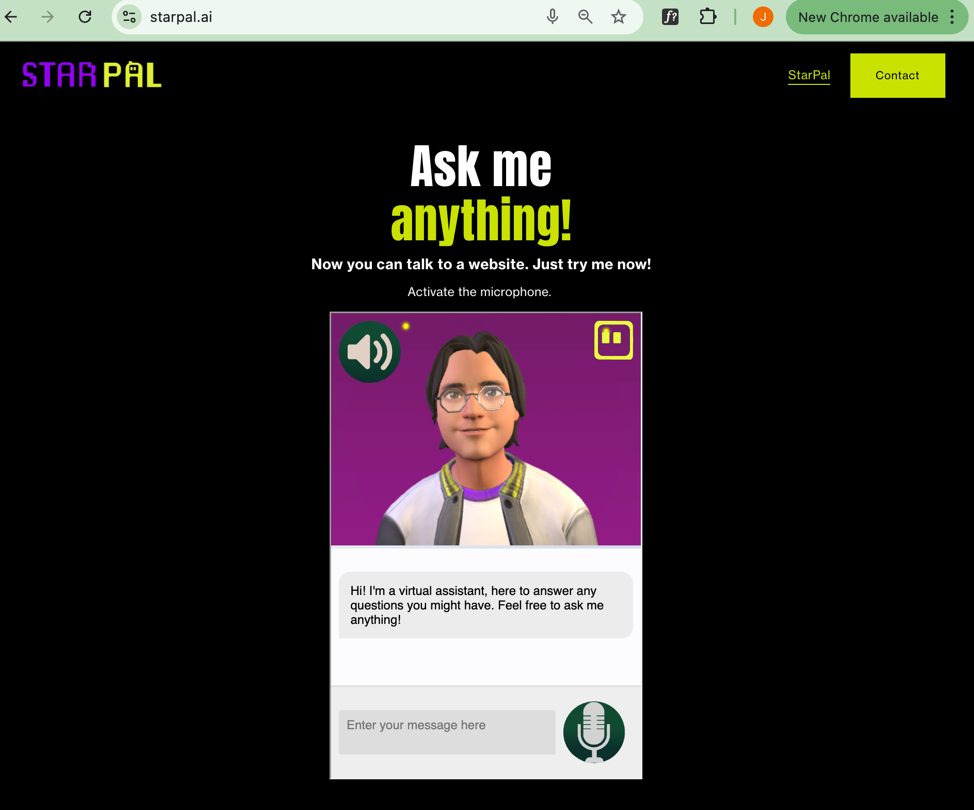 starpal.ai
f?
J
New Chrome available
STAR PAL
StarPal
Contact
Ask me
anything!
Now you can talk to a website. Just try me now!
Activate the microphone.
Hi! I'm a virtual assistant, here to answer any
questions you might have. Feel free to ask me
anything!
Enter your message here